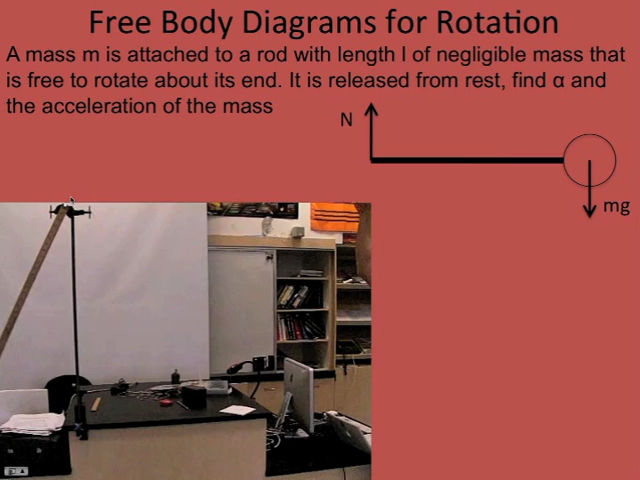 Free Body Diagrams for Rotation
A mass m is attached to a rod with length l of negligible mass that
is free to rotate about its end. It is released from rest, find α and
the acceleration of the mass
N
mg